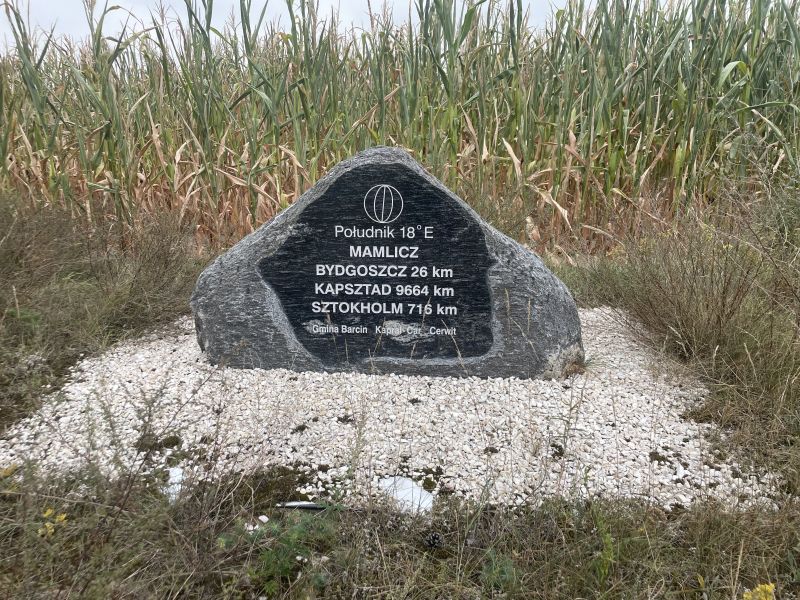 Południk 18° E
MAMLICZ
BYDGOSZCZ 26 km
KAPSZTAD 9664 km
SZTOKHOLM 716 km
Gmina Barcin Kapral Car Cerwit